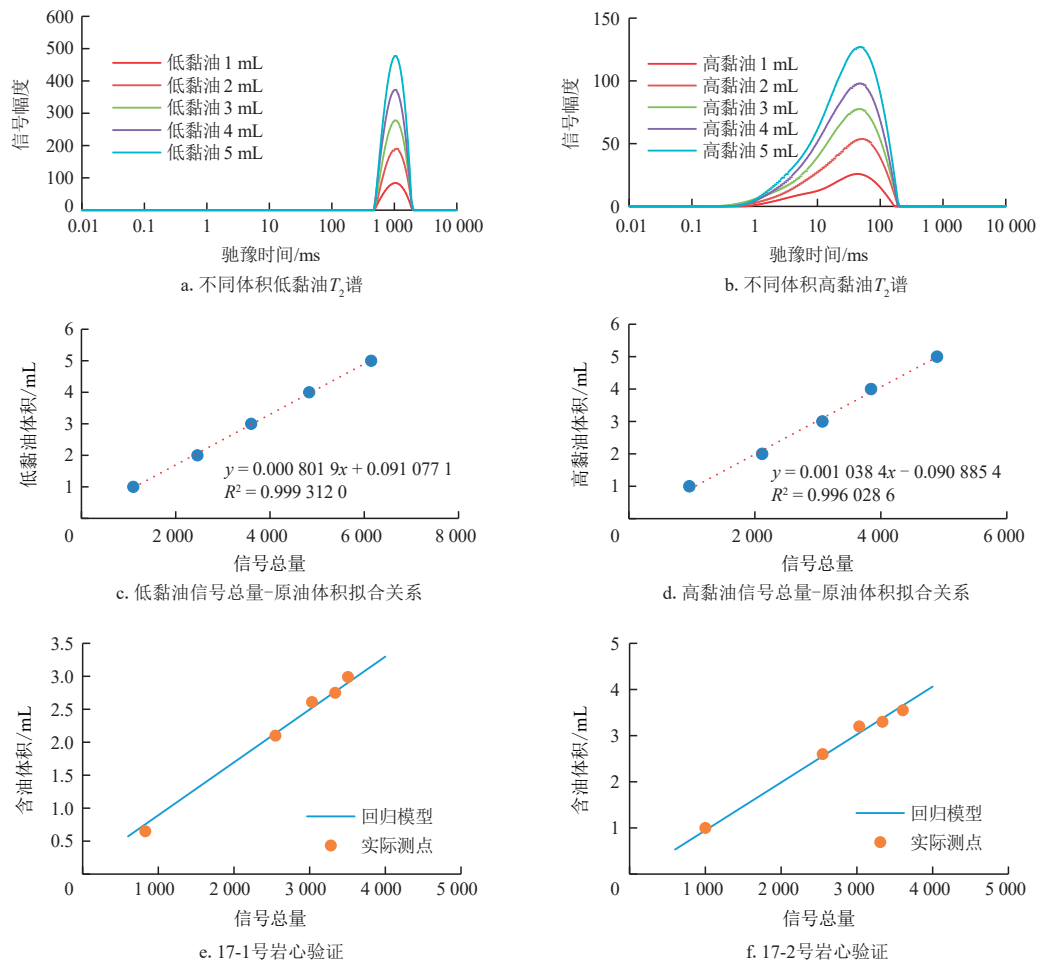 600
500
400
300
200
100
0
信号幅度
低黏油 1 mL
低黏油 2 mL
低黏油 3 mL
低黏油 4 mL
低黏油 5 mL
0.01 0.1 1 10 100 1 000 10 000
驰豫时间/ms
a. 不同体积低黏油T₂谱
150
100
50
0
信号幅度
高黏油 1 mL
高黏油 2 mL
高黏油 3 mL
高黏油 4 mL
高黏油 5 mL
0.01 0.1 1 10 100 1 000 10 000
驰豫时间/ms
b. 不同体积高黏油T₂谱
6
5
4
3
2
1
低黏油体积/mL
y = 0.000 801 9x + 0.091 077 1
R² = 0.999 312 0
0 2 000 4 000 6 000 8 000
信号总量
c. 低黏油信号总量-原油体积拟合关系
6
5
4
3
2
1
高黏油体积/mL
y = 0.001 038 4x − 0.090 885 4
R² = 0.996 028 6
0 2 000 4 000 6 000
信号总量
d. 高黏油信号总量-原油体积拟合关系
3.5
3.0
2.5
2.0
1.5
1.0
0.5
含油体积/mL
回归模型
实际测点
0 1 000 2 000 3 000 4 000 5 000
信号总量
e. 17-1号岩心验证
5
4
3
2
1
含油体积/mL
回归模型
实际测点
0 1 000 2 000 3 000 4 000 5 000
信号总量
f. 17-2号岩心验证